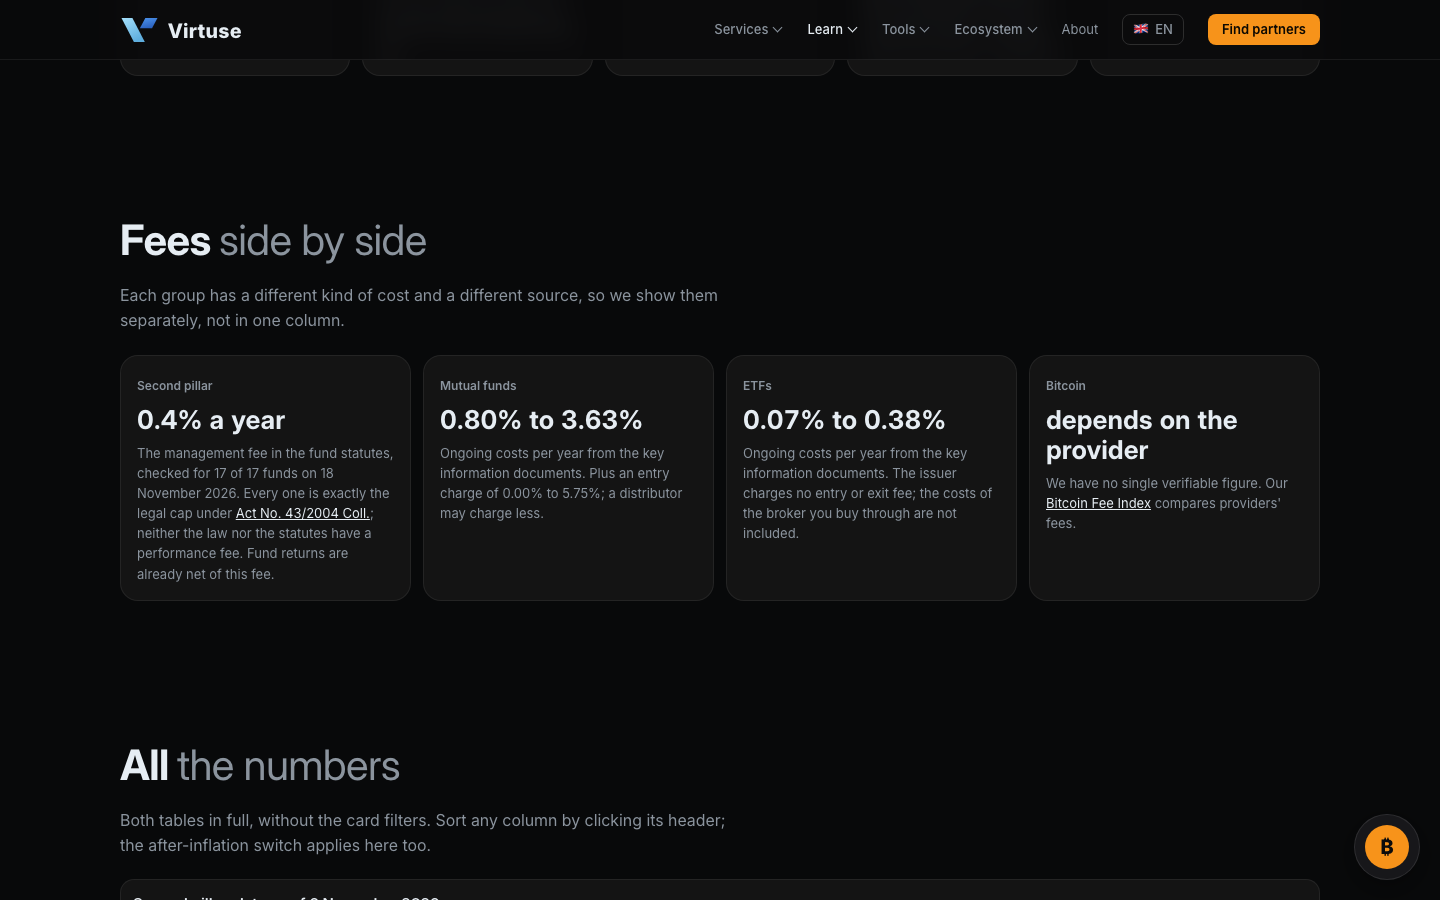 Virtuse
Services
Learn
Tools
Ecosystem
About
EN
Find partners
Fees side by side
Each group has a different kind of cost and a different source, so we show them
separately, not in one column.
Second pillar
0.4% a year
The management fee in the fund statutes,
checked for 17 of 17 funds on 18
November 2026. Every one is exactly the
legal cap under Act No. 43/2004 Coll.;
neither the law nor the statutes have a
performance fee. Fund returns are
already net of this fee.
Mutual funds
0.80% to 3.63%
Ongoing costs per year from the key
information documents. Plus an entry
charge of 0.00% to 5.75%; a distributor
may charge less.
ETFs
0.07% to 0.38%
Ongoing costs per year from the key
information documents. The issuer
charges no entry or exit fee; the costs of
the broker you buy through are not
included.
Bitcoin
depends on the
provider
We have no single verifiable figure. Our
Bitcoin Fee Index compares providers'
fees.
All the numbers
Both tables in full, without the card filters. Sort any column by clicking its header;
the after-inflation switch applies here too.